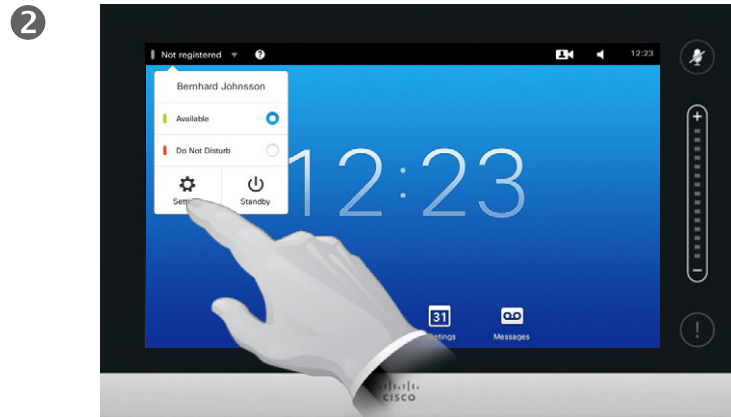 2
Not registered ? 12:23
Bernhard Johnsson
Available
Do Not Disturb
Standby
12:23
31
Messages
CISCO